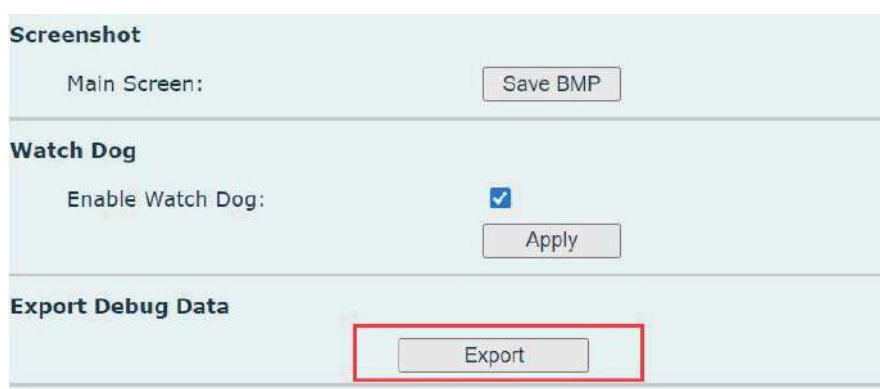 Screenshot
Main Screen: Save BMP
Watch Dog
Enable Watch Dog:
Apply
Export Debug Data
Export